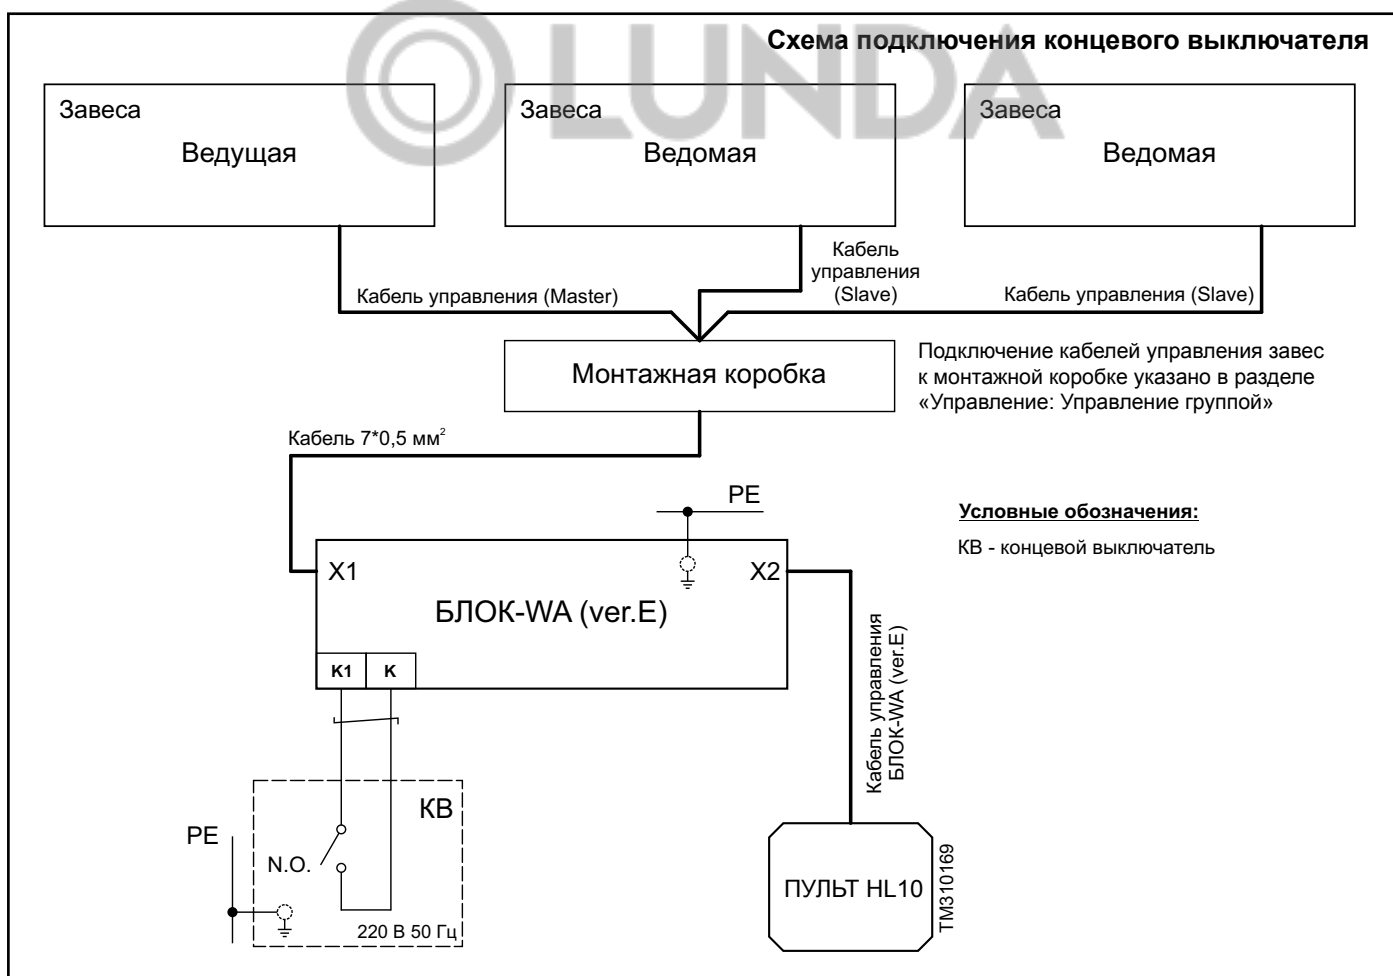 LUNDA
Схема подключения концевого выключателя
Завеса
Ведущая
Завеса
Ведомая
Завеса
Ведомая
Кабель управления (Master)
Кабель
управления
(Slave)
Кабель управления (Slave)
Монтажная коробка
Подключение кабелей управления завес
к монтажной коробке указано в разделе
«Управление: Управление группой»
Кабель 7*0,5 мм²
PE
Условные обозначения:
КВ - концевой выключатель
X1
X2
БЛОК-WA (ver.E)
K1
K
Кабель управления
БЛОК-WA (ver.E)
КВ
PE
N.O.
220 В 50 Гц
ПУЛЬТ HL10
TM310169